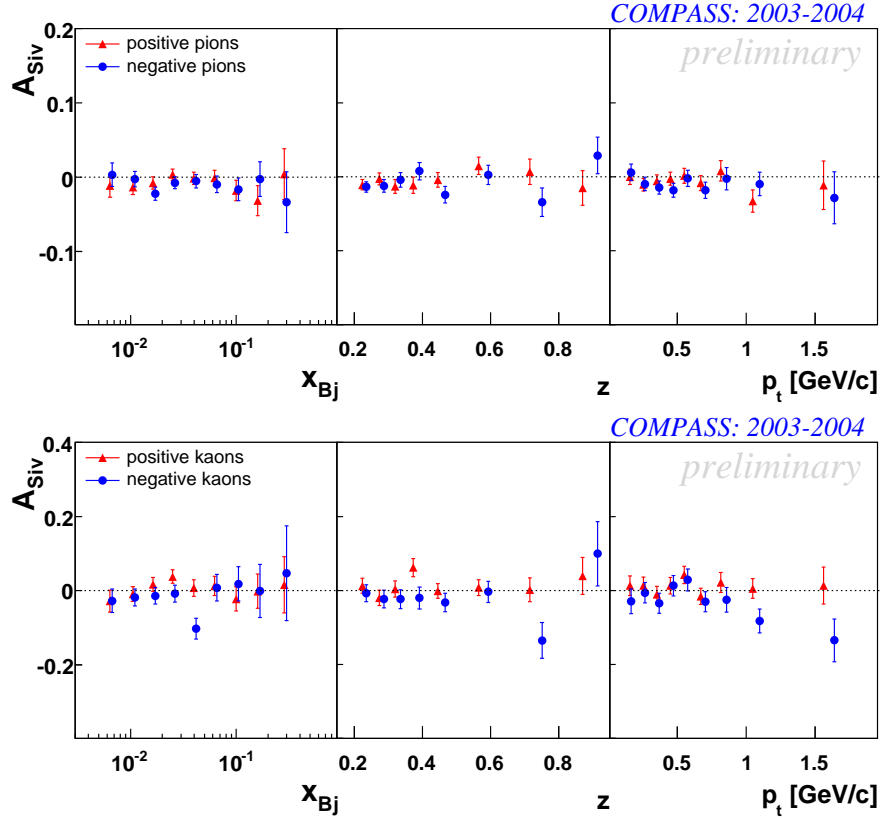 COMPASS: 2003-2004
A_Siv
0.2
0.1
0
-0.1
positive pions
negative pions
preliminary
10^-2 10^-1 0.2 0.4 0.6 0.8 0.5 1 1.5
x_Bj z p_t [GeV/c]
COMPASS: 2003-2004
A_Siv
0.4
0.2
0
-0.2
positive kaons
negative kaons
preliminary
10^-2 10^-1 0.2 0.4 0.6 0.8 0.5 1 1.5
x_Bj z p_t [GeV/c]